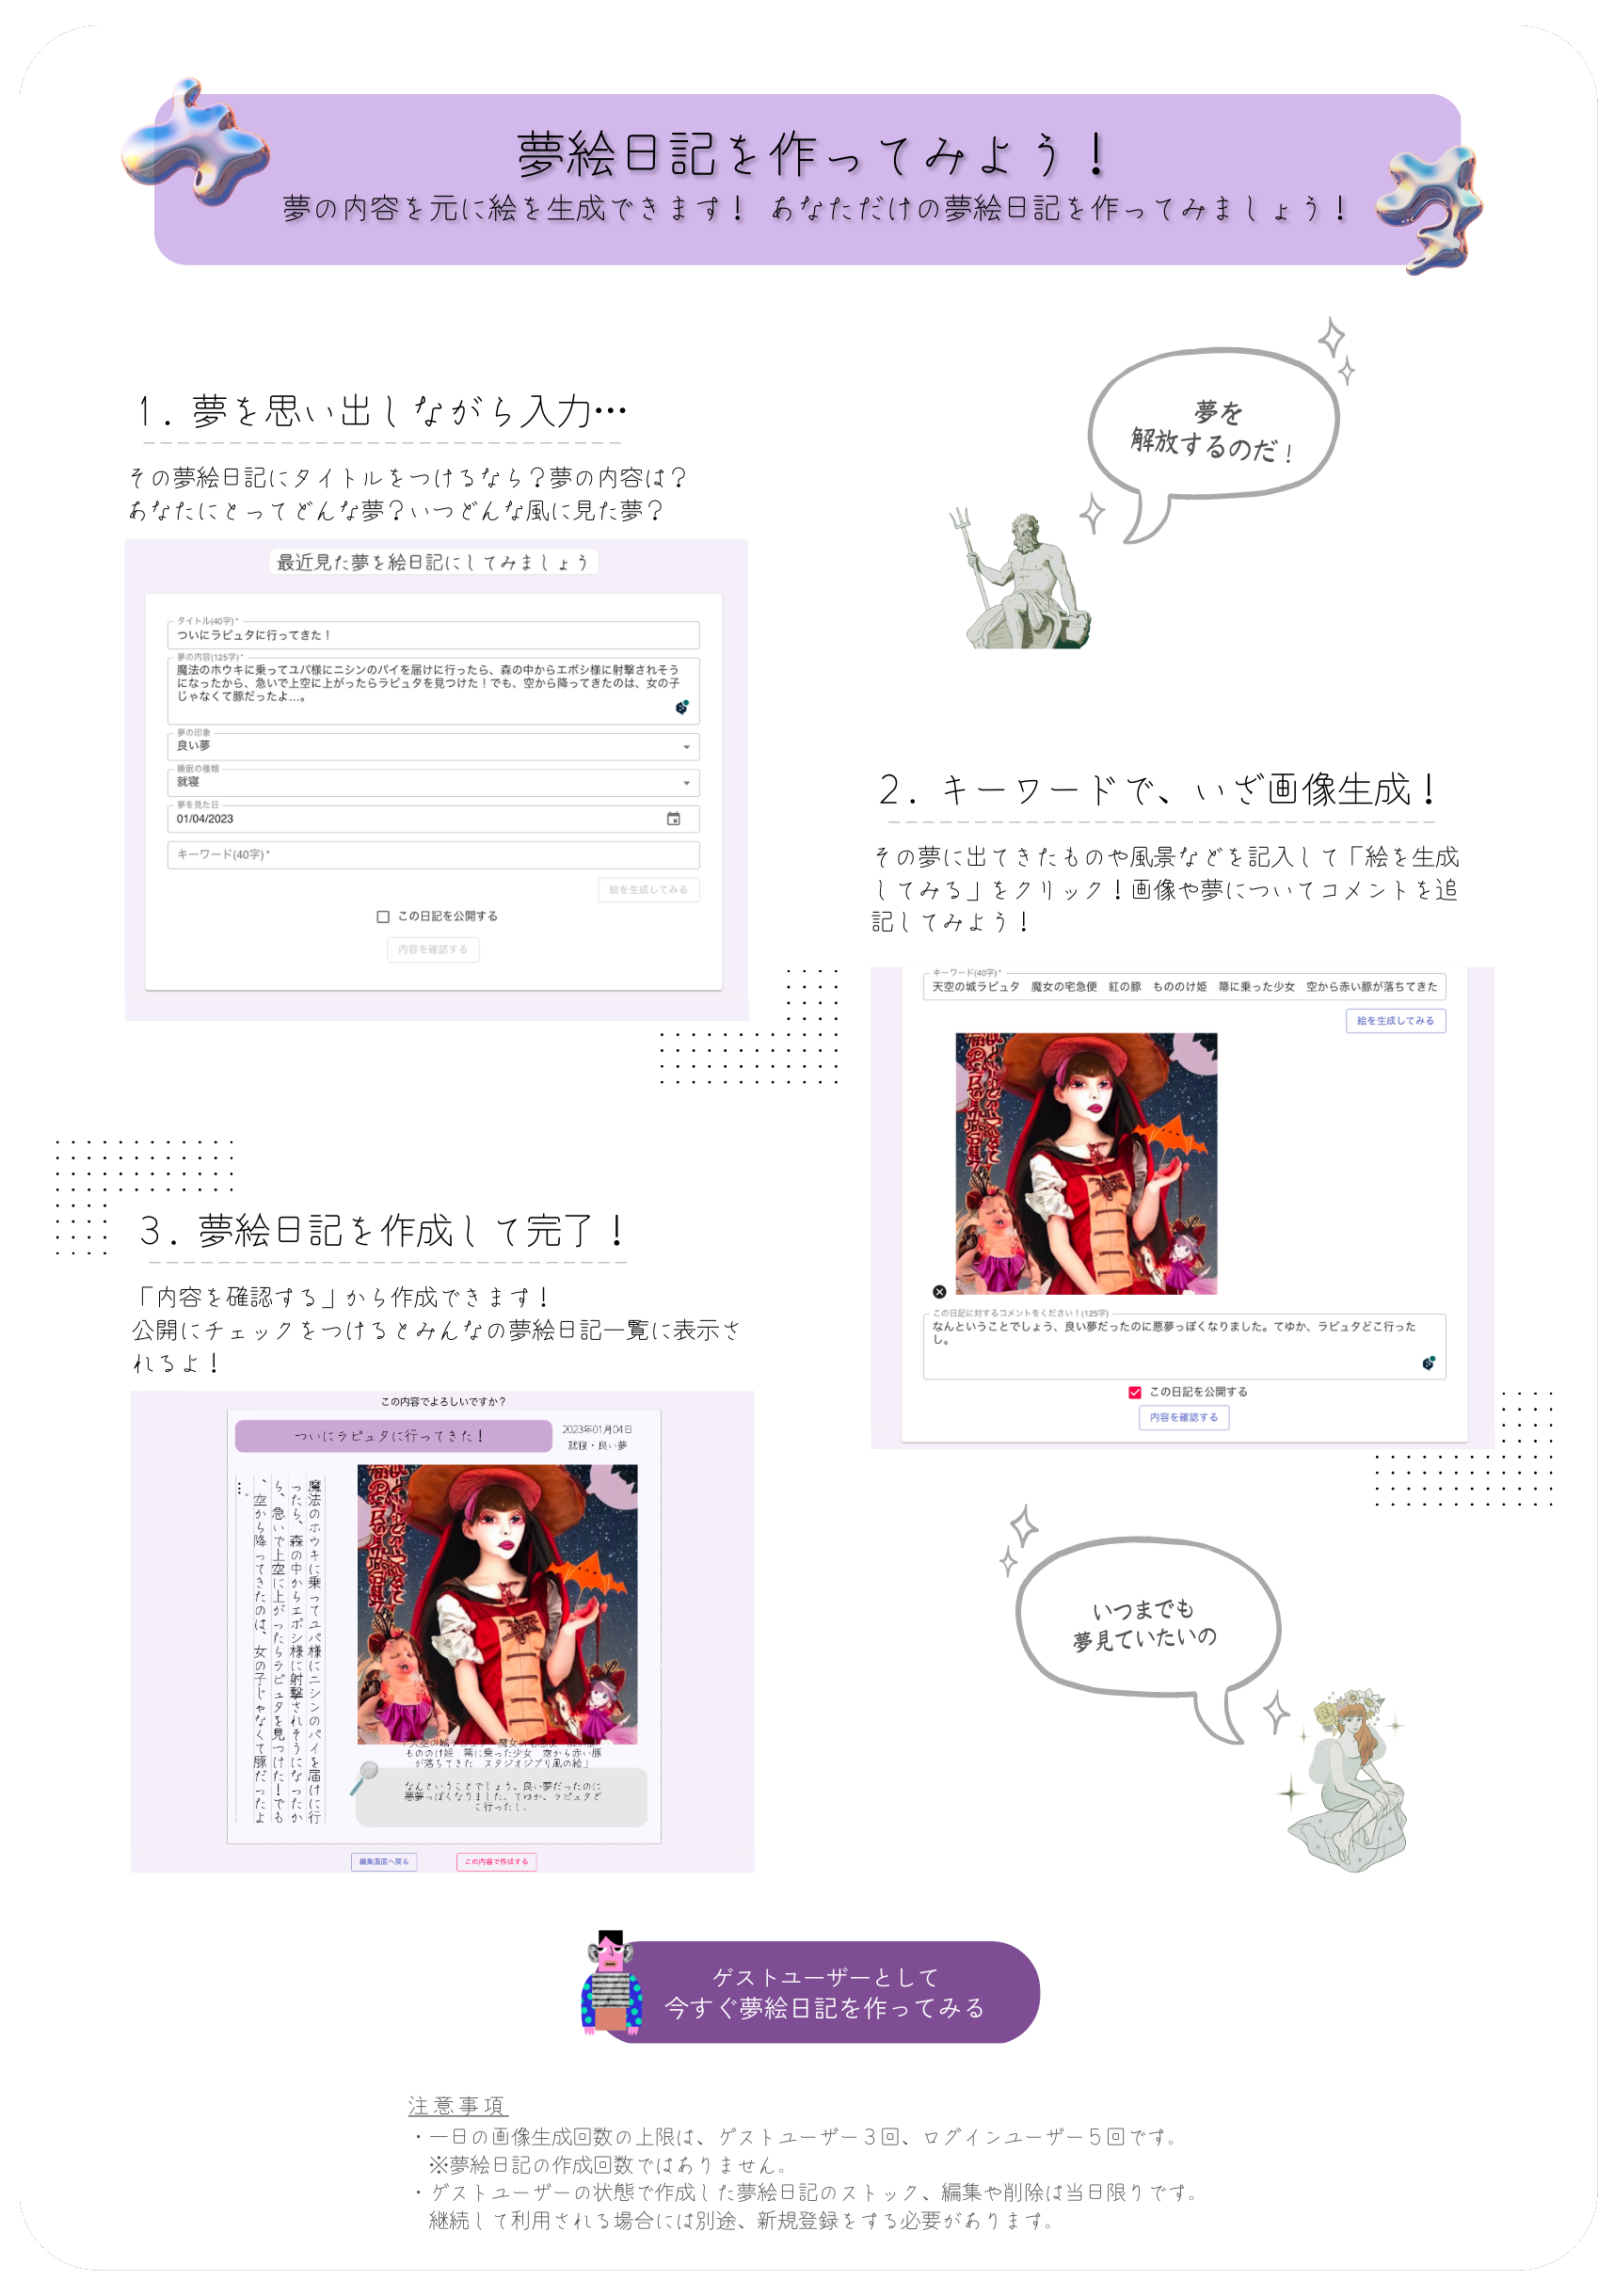 夢絵日記を作ってみよう！
夢の内容を元に絵を生成できます！ あなただけの夢絵日記を作ってみましょう！
夢を
解放するのだ！
1. 夢を思い出しながら入力…
その夢絵日記にタイトルをつけるなら？夢の内容は？
あなたにとってどんな夢？いつどんな風に見た夢？
最近見た夢を絵日記にしてみましょう
タイトル(40字)*
ついにラピュタに行ってきた！
夢の内容(125字)*
魔法のホウキに乗ってユパ様にニシンのパイを届けに行ったら、森の中からエボシ様に射撃されそう
になったから、急いで上空に上がったらラピュタを見つけた！でも、空から降ってきたのは、女の子
じゃなくて豚だったよ…。
夢の印象
良い夢
睡眠の種類
就寝
夢を見た日
01/04/2023
キーワード(40字)*
絵を生成してみる
この日記を公開する
内容を確認する
2. キーワードで、いざ画像生成！
その夢に出てきたものや風景などを記入して「絵を生成
してみる」をクリック！画像や夢についてコメントを追
記してみよう！
キーワード(40字)*
天空の城ラピュタ　魔女の宅急便　紅の豚　もののけ姫　箒に乗った少女　空から赤い豚が落ちてきた
絵を生成してみる
この日記に対するコメントをください！(125字)
なんということでしょう、良い夢だったのに悪夢っぽくなりました。てゆか、ラピュタどこ行った
し。
この日記を公開する
内容を確認する
3. 夢絵日記を作成して完了！
「内容を確認する」から作成できます！
公開にチェックをつけるとみんなの夢絵日記一覧に表示さ
れるよ！
この内容でよろしいですか？
ついにラピュタに行ってきた！
2023年01月04日
就寝・良い夢
魔法のホウキに乗ってユパ様にニシンのパイを届けに行
ったら、森の中からエボシ様に射撃されそうになったか
ら、急いで上空に上がったらラピュタを見つけた！でも
、空から降ってきたのは、女の子じゃなくて豚だったよ
…。
もののけ姫　箒に乗った少女　空から赤い豚
が落ちてきた　スタジオジブリ風の絵」
なんということでしょう、良い夢だったのに
悪夢っぽくなりました。てゆか、ラピュタど
こ行ったし。
編集画面へ戻る
この内容で作成する
いつまでも
夢見ていたいの
ゲストユーザーとして
今すぐ夢絵日記を作ってみる
注意事項
・一日の画像生成回数の上限は、ゲストユーザー３回、ログインユーザー５回です。
※夢絵日記の作成回数ではありません。
・ゲストユーザーの状態で作成した夢絵日記のストック、編集や削除は当日限りです。
継続して利用される場合には別途、新規登録をする必要があります。